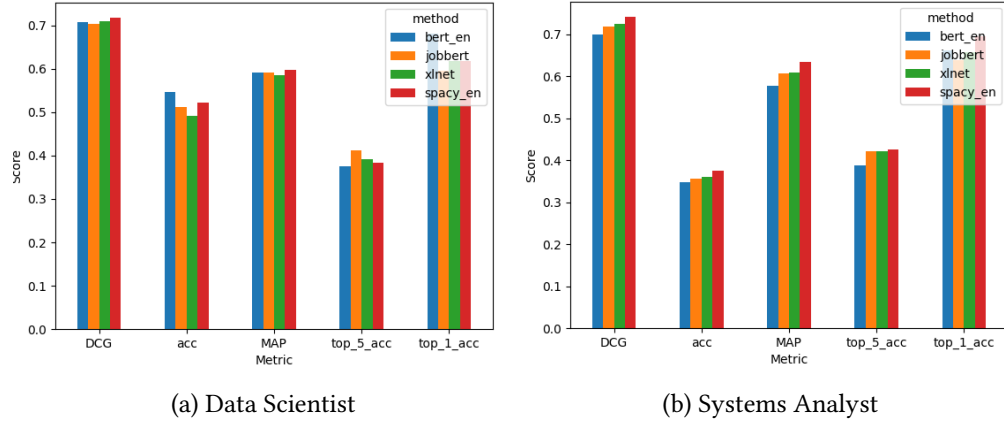 0.7
0.6
0.5
0.4
0.3
0.2
0.1
0.0
Score
DCG
acc
MAP
top_5_acc
top_1_acc
Metric
method
bert_en
jobbert
xlnet
spacy_en
(a) Data Scientist
0.7
0.6
0.5
0.4
0.3
0.2
0.1
0.0
Score
DCG
acc
MAP
top_5_acc
top_1_acc
Metric
method
bert_en
jobbert
xlnet
spacy_en
(b) Systems Analyst